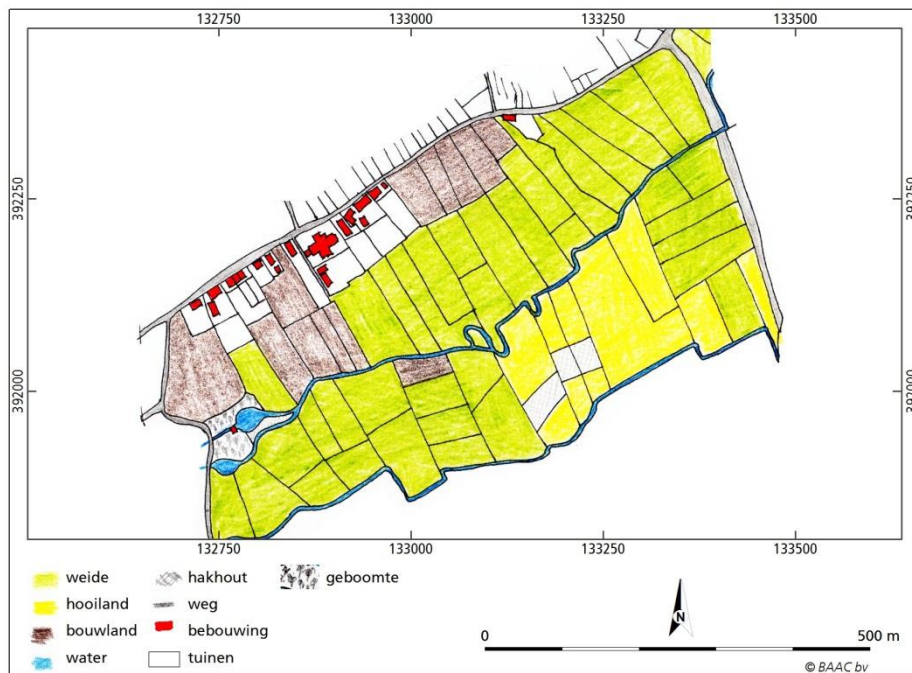 132750 133000 133250 133500
392250 392250
392000 392000
132750 133000 133250 133500
weide hakhout geboomte
hooiland weg
bouwland bebouwing
water tuinen
N
0 500 m
© BAAC bv